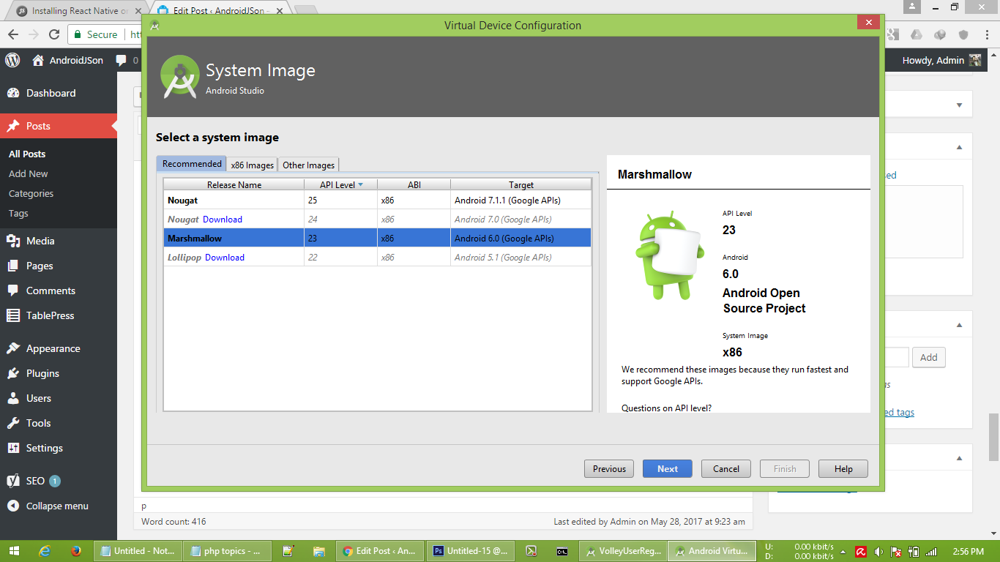 Installing React Native or
Edit Post ‹ AndroidJSon –
Secure
Virtual Device Configuration
AndroidJSon
0
Howdy, Admin
System Image
Android Studio
Dashboard
Posts
All Posts
Add New
Categories
Tags
Media
Pages
Comments
TablePress
Appearance
Plugins
Users
Tools
Settings
SEO 1
Collapse menu
Select a system image
Recommended x86 Images Other Images
Release Name API Level ABI Target
Nougat 25 x86 Android 7.1.1 (Google APIs)
Nougat Download 24 x86 Android 7.0 (Google APIs)
Marshmallow 23 x86 Android 6.0 (Google APIs)
Lollipop Download 22 x86 Android 5.1 (Google APIs)
Marshmallow
API Level
23
Android
6.0
Android Open
Source Project
System Image
x86
We recommend these images because they run fastest and
support Google APIs.
Questions on API level?
Previous Next Cancel Finish Help
Add
ed tags
p
Word count: 416
Last edited by Admin on May 28, 2017 at 9:23 am
Untitled - Not...
php topics - ...
Edit Post ‹ An...
Untitled-15 @...
VolleyUserReg...
Android Virtu...
U: 0.00 kbit/s
D: 0.00 kbit/s
2:56 PM